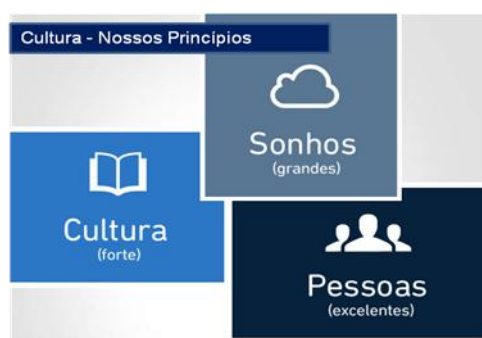 Cultura - Nossos Princípios
Sonhos
(grandes)
Cultura
(forte)
Pessoas
(excelentes)